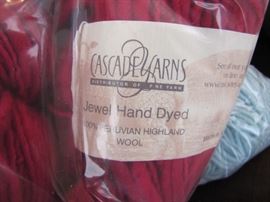 CASCADE YARNS
DISTRIBUTOR OF FINE YARN
Jewel Hand Dyed
100% PERUVIAN HIGHLAND
WOOL